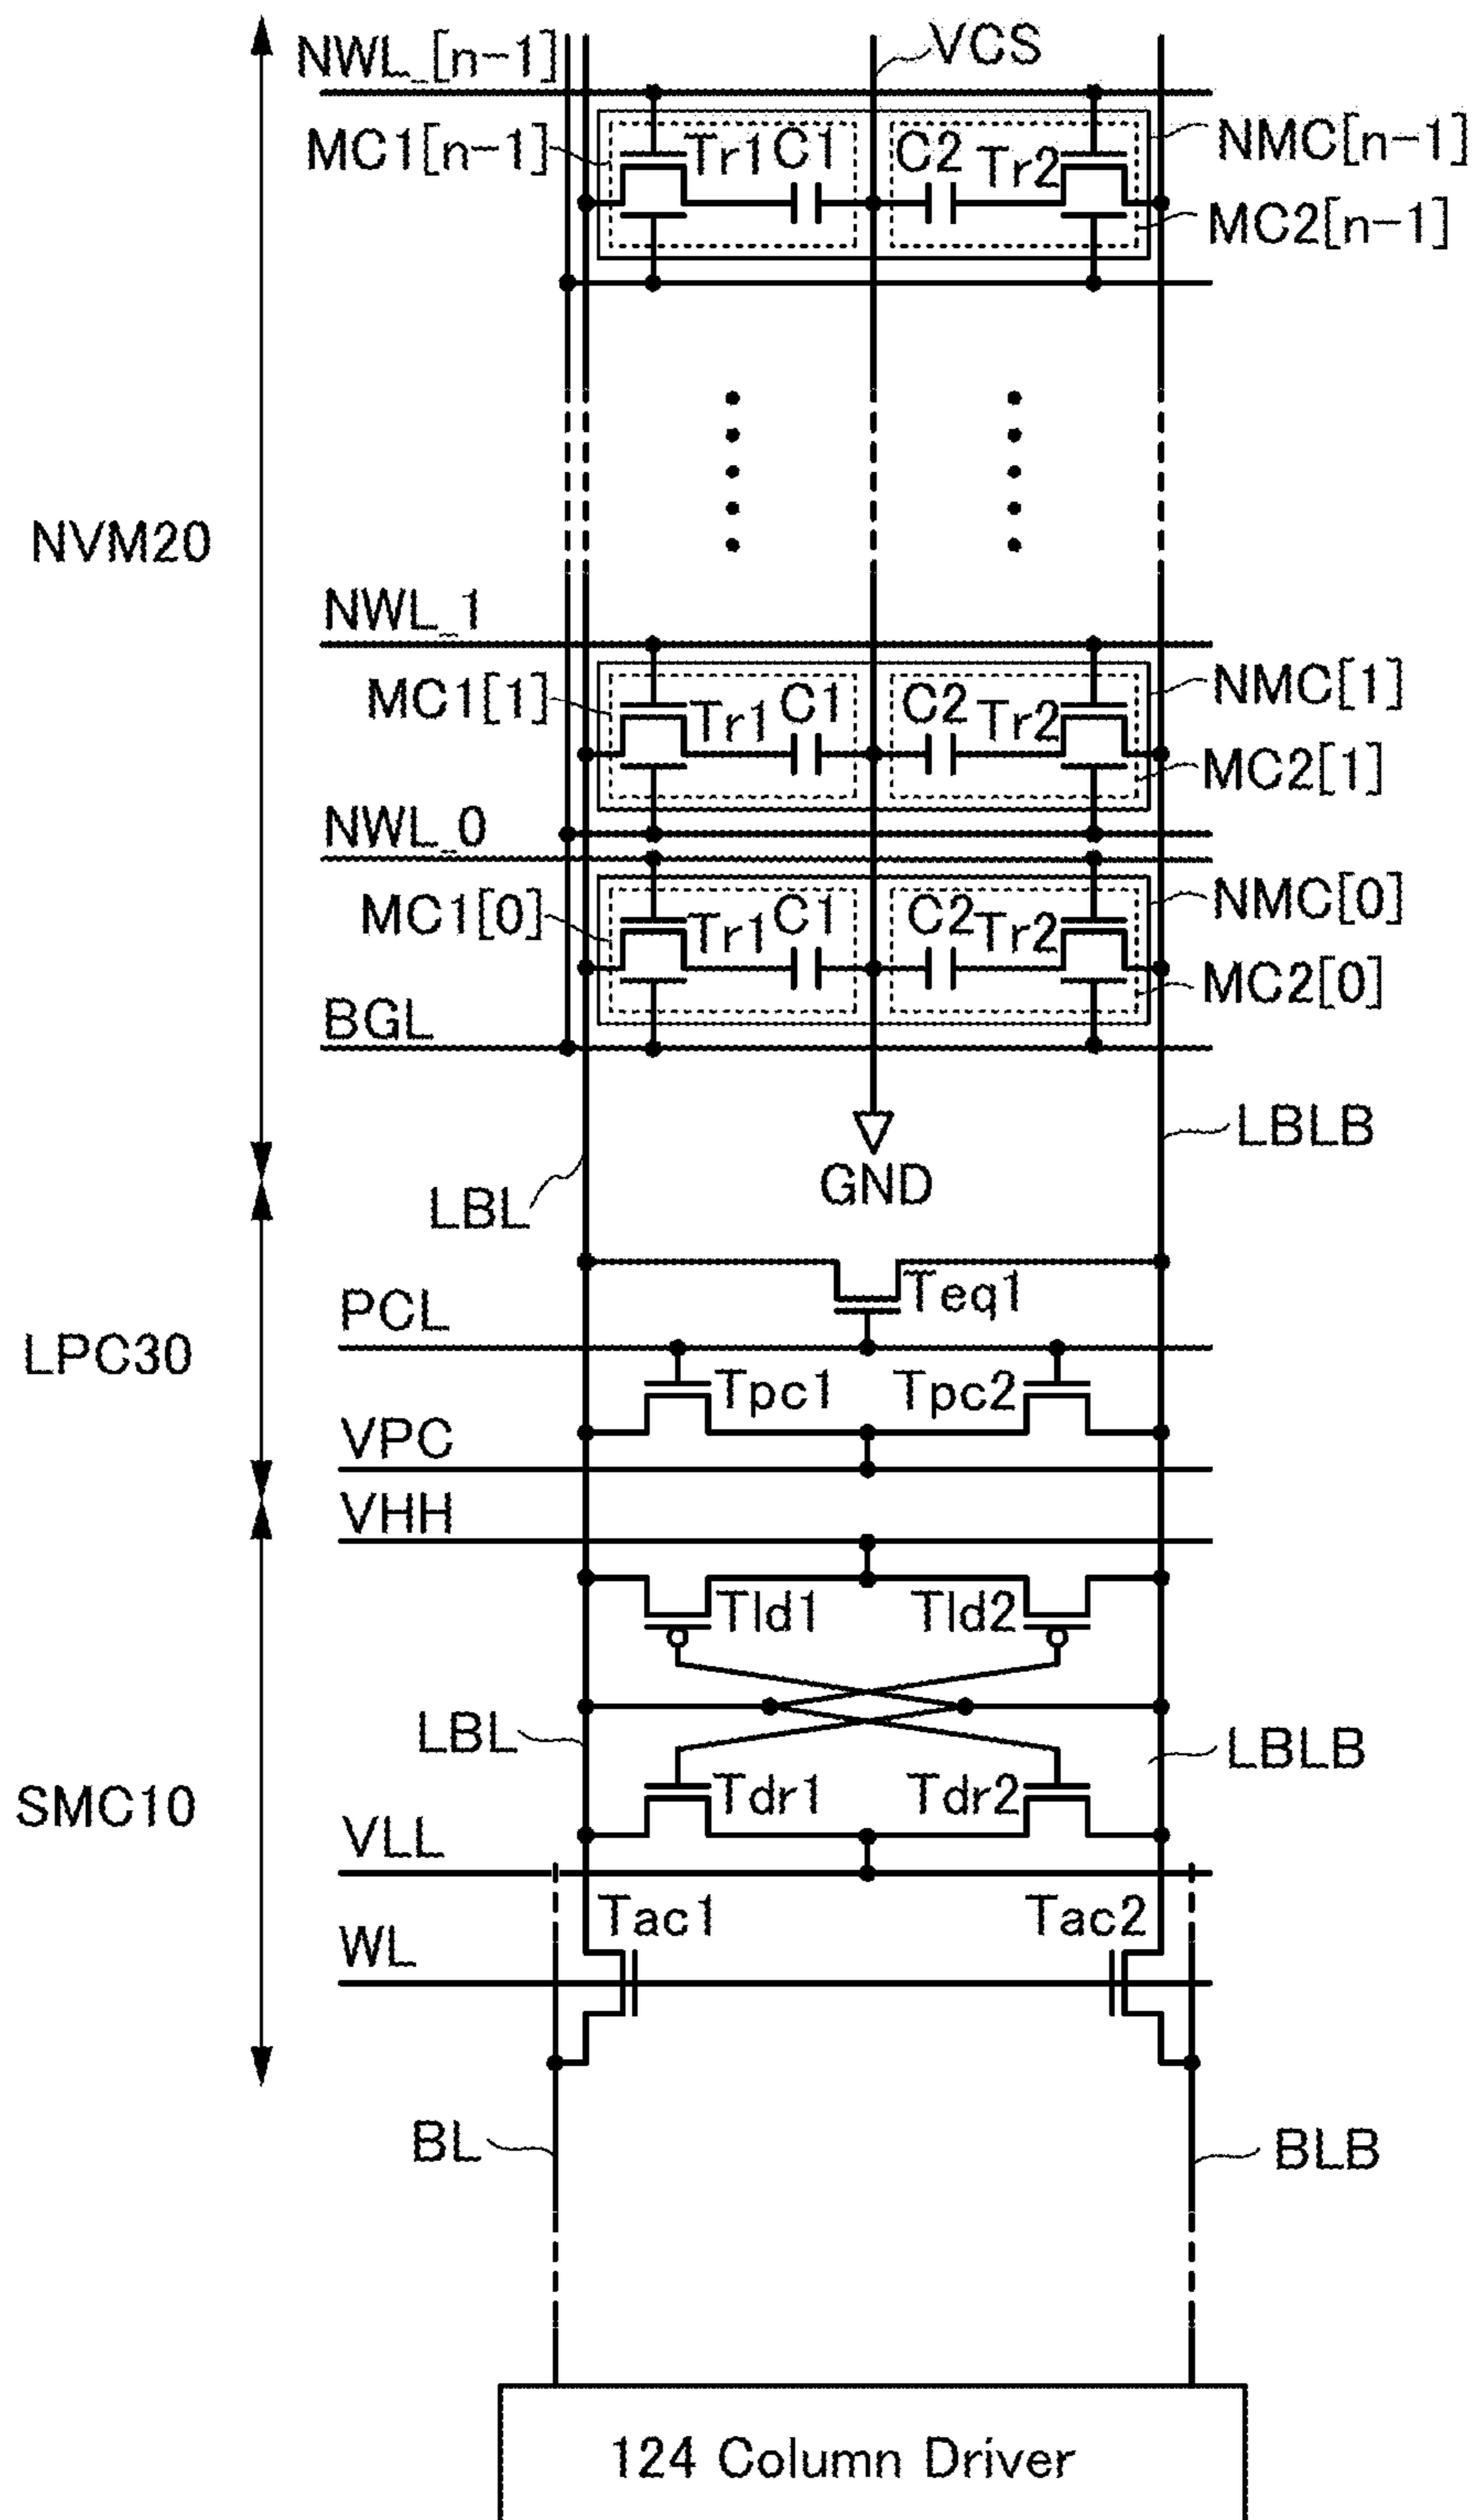 NWL_[n-1]
VCS
MC1[n-1]
Tr1
C1
C2
Tr2
NMC[n-1]
MC2[n-1]
NVM20
NWL_1
MC1[1]
Tr1
C1
C2
Tr2
NMC[1]
MC2[1]
NWL_0
MC1[0]
Tr1
C1
C2
Tr2
NMC[0]
MC2[0]
BGL
LBLB
GND
LBL
Teq1
PCL
LPC30
Tpc1
Tpc2
VPC
VHH
Tld1
Tld2
LBL
LBLB
SMC10
Tdr1
Tdr2
VLL
Tac1
Tac2
WL
BL
BLB
124 Column Driver